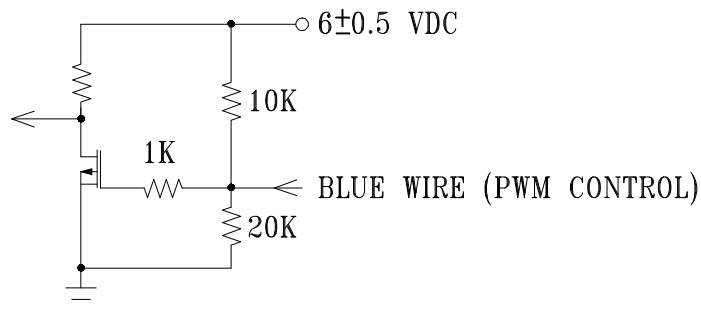 6±0.5 VDC
10K
1K
BLUE WIRE (PWM CONTROL)
20K